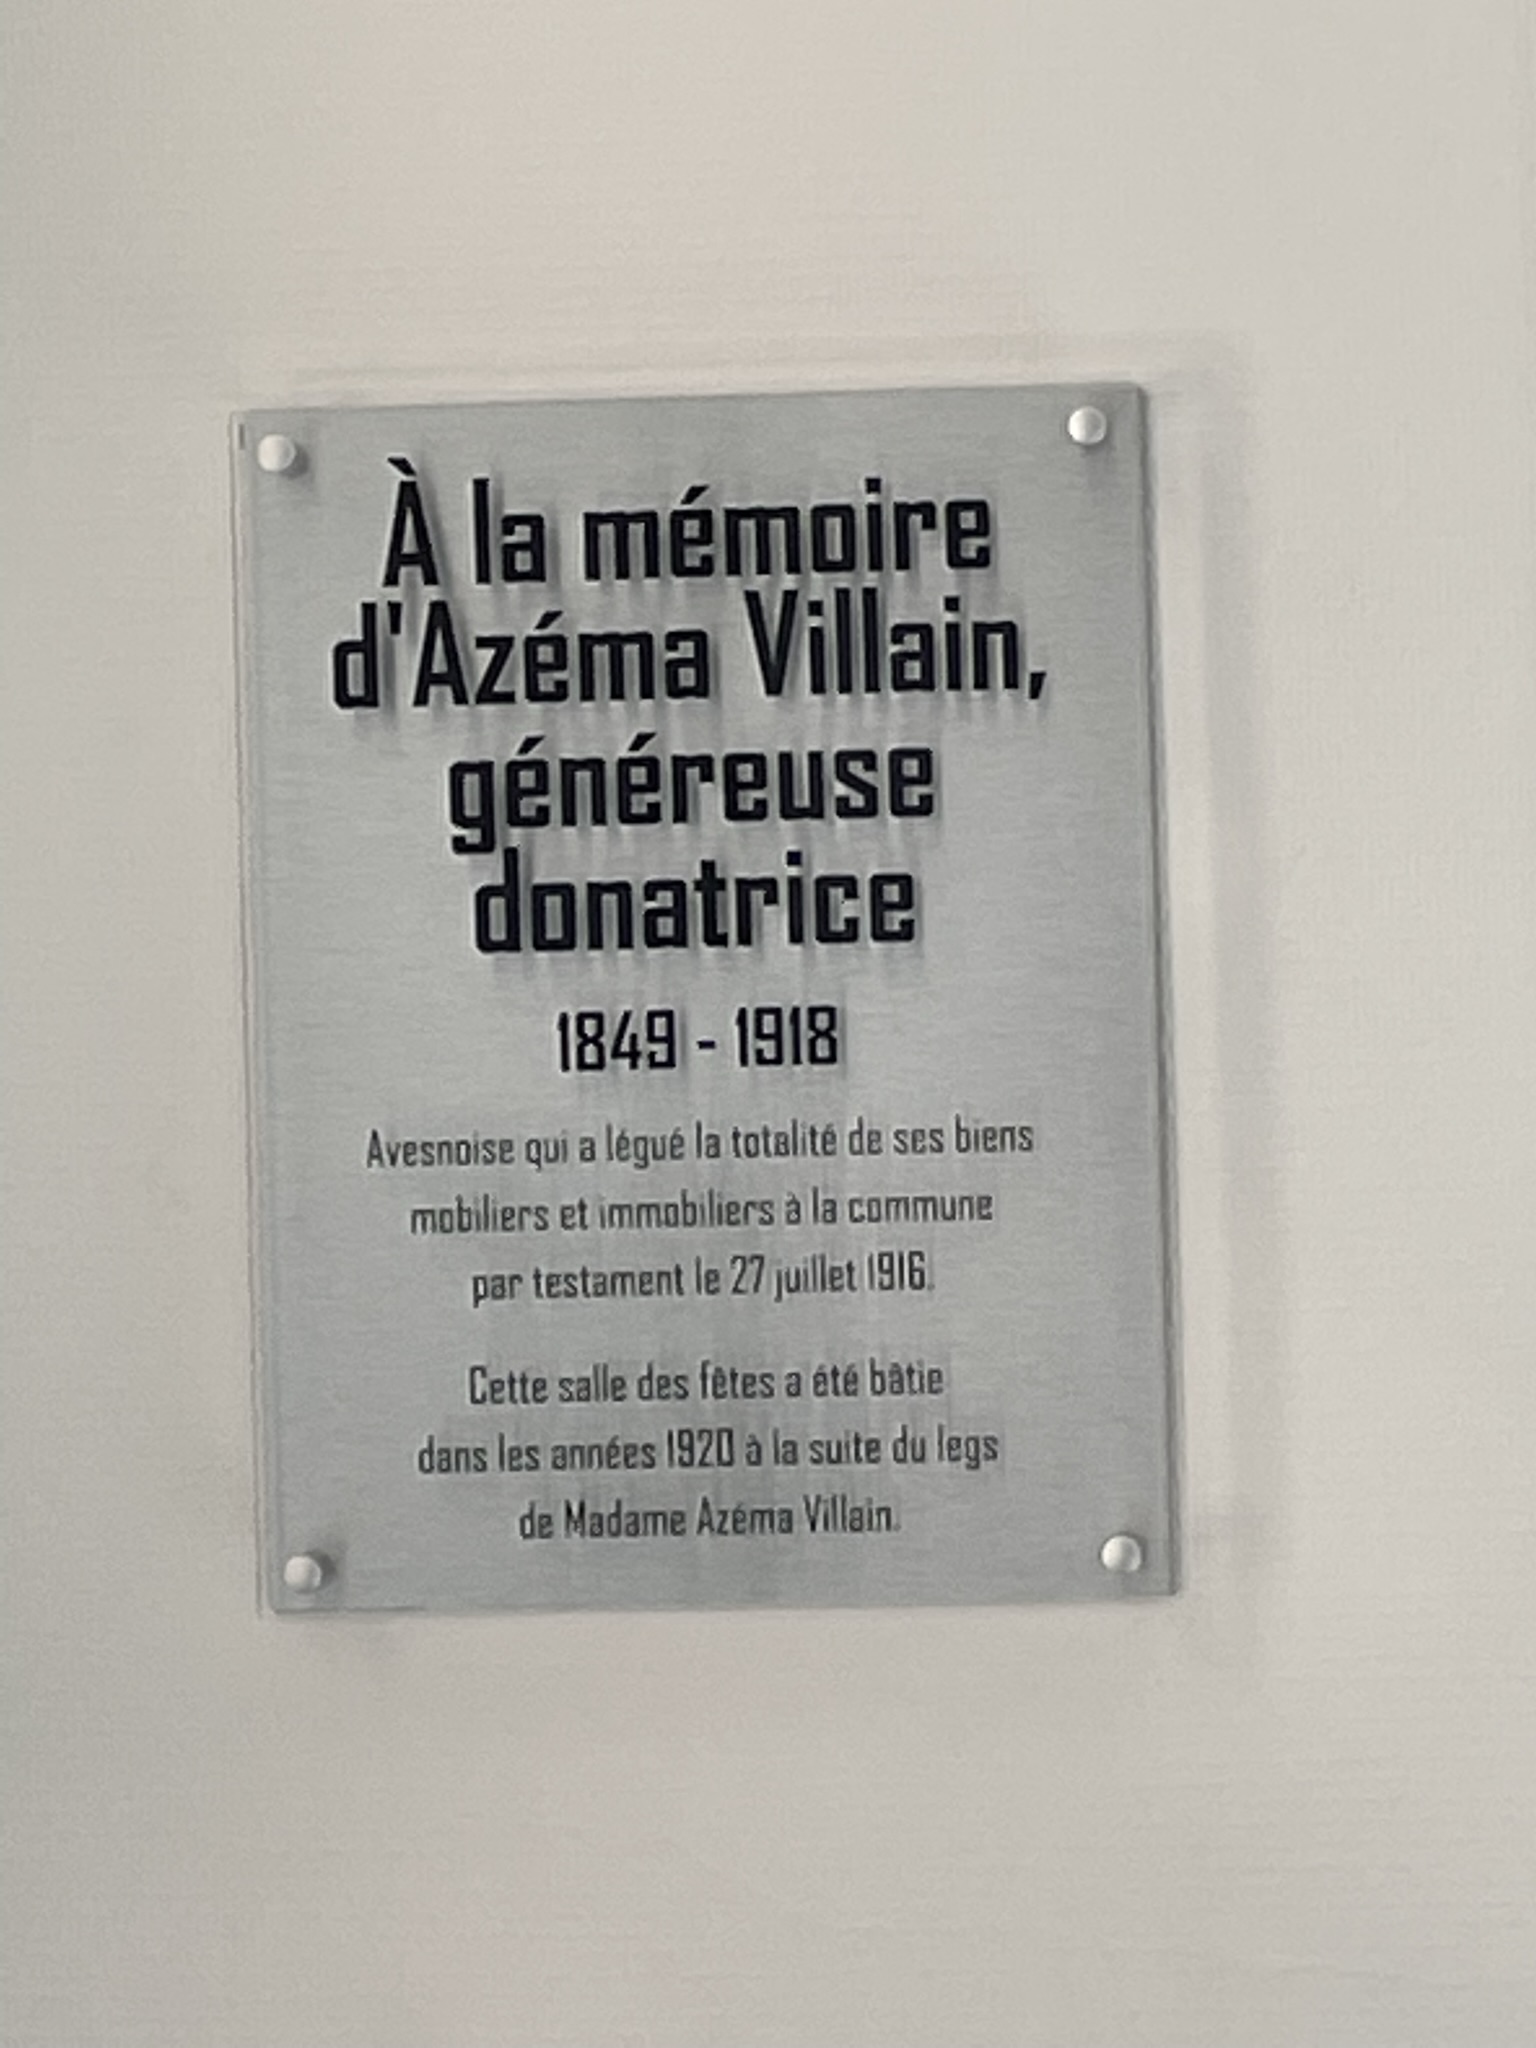 À la mémoire
d'Azéma Villain,
généreuse
donatrice
1849 - 1918
Avesnoise qui a légué la totalité de ses biens
mobiliers et immobiliers à la commune
par testament le 27 juillet 1916.
Cette salle des fêtes a été bâtie
dans les années 1920 à la suite du legs
de Madame Azéma Villain.